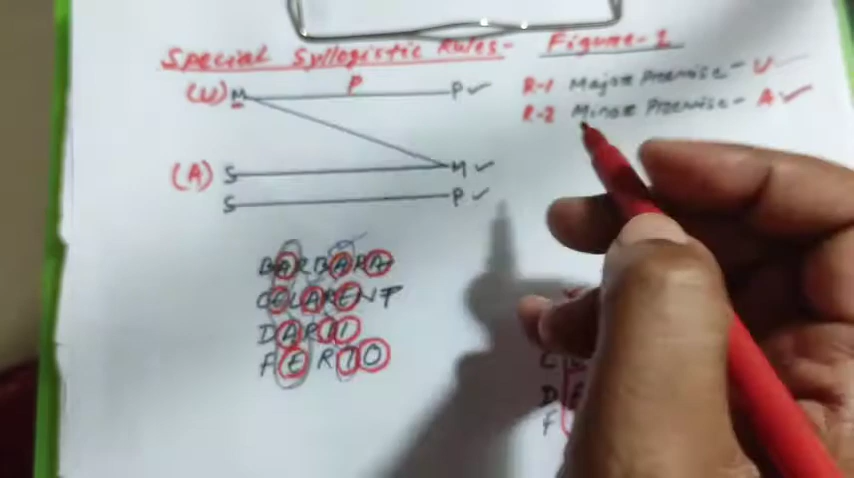 Special Syllogistic Rules- Figure-1
(U) M P P ✓
R-1 Major Premise - U
R-2 Minor Premise - A ✓
(A) S M ✓
S P ✓
BARBARA
CELARENT
DARII
FERIO
C
D
F